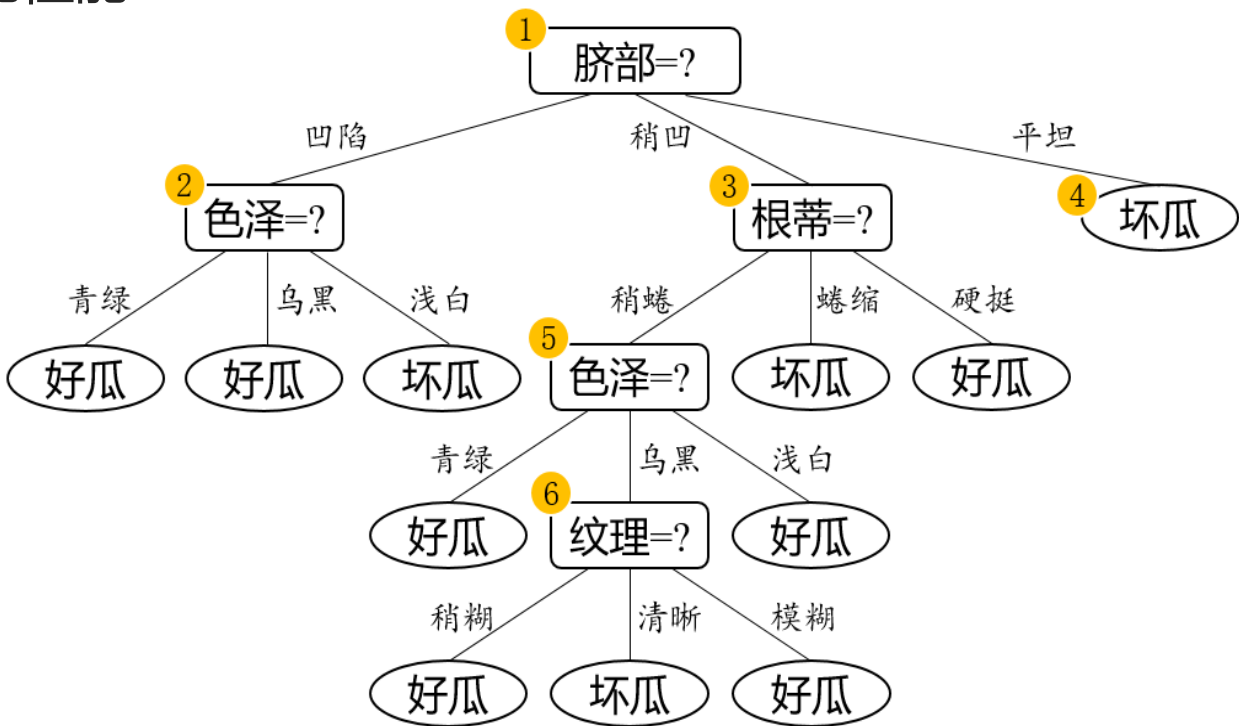 1
脐部=?
凹陷
稍凹
平坦
2
色泽=?
3
根蒂=?
4
坏瓜
青绿
乌黑
浅白
稍蜷
蜷缩
硬挺
好瓜
好瓜
坏瓜
5
色泽=?
坏瓜
好瓜
青绿
乌黑
浅白
好瓜
6
纹理=?
好瓜
稍糊
清晰
模糊
好瓜
坏瓜
好瓜